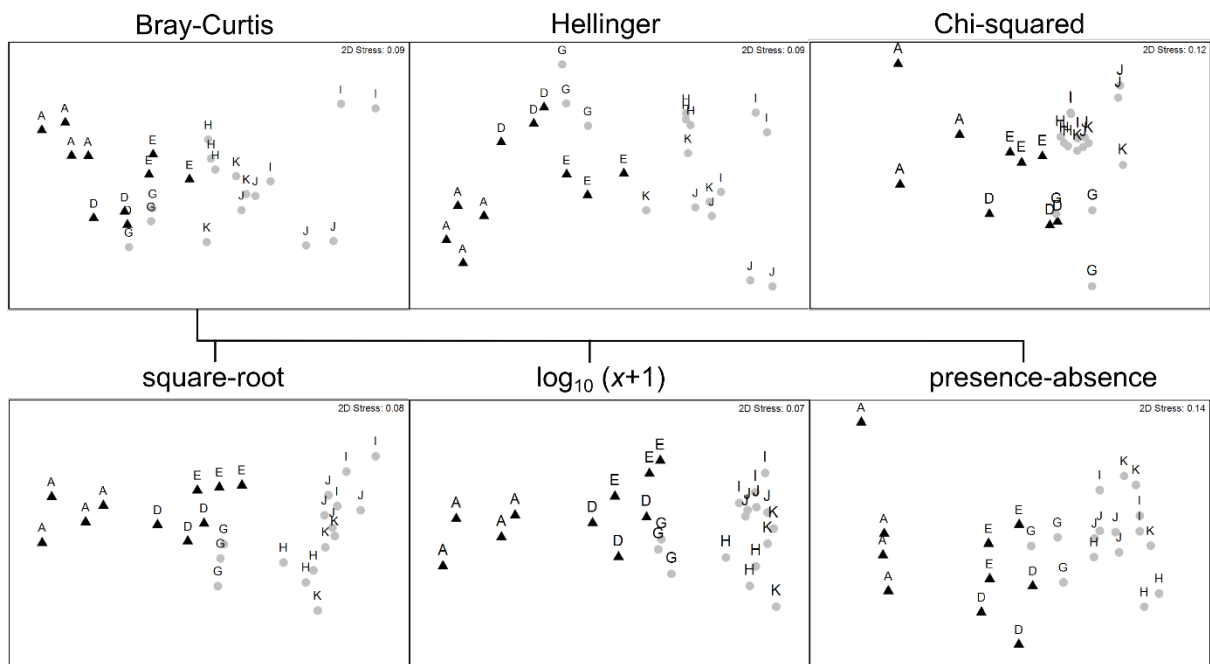 Bray-Curtis
Hellinger
Chi-squared
2D Stress: 0.09
2D Stress: 0.09
2D Stress: 0.12
A A A A D D D E E E G G G H H H I I I J J J J K K K
A A A A D D D E E E G G G H H H I I I J J J J K K K
A A A D D D E E E G G G H H H I I J J J K K
square-root
log10 (x+1)
presence-absence
2D Stress: 0.08
2D Stress: 0.07
2D Stress: 0.14
A A A A D D D E E E G G G H H H I I I J J J J K K K
A A A A D D D E E E G G G H H H I I J J J K K K
A A A A D D D E E E G G G H H H I I J J J K K K